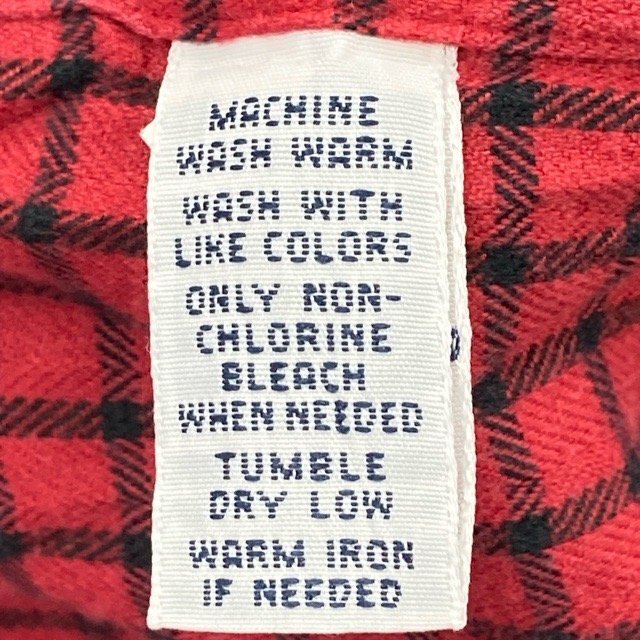 MACHINE
WASH WARM
WASH WITH
LIKE COLORS
ONLY NON-
CHLORINE
BLEACH
WHEN NEEDED
TUMBLE
DRY LOW
WARM IRON
IF NEEDED